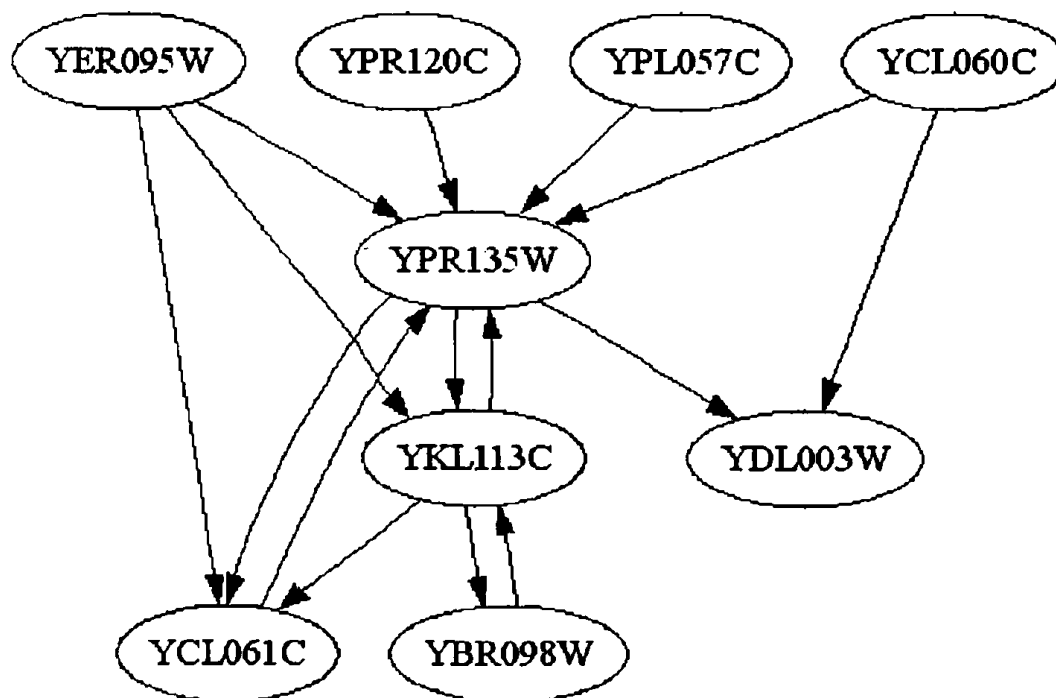 YER095W YPR120C YPL057C YCL060C
YPR135W
YKL113C YDL003W
YCL061C YBR098W